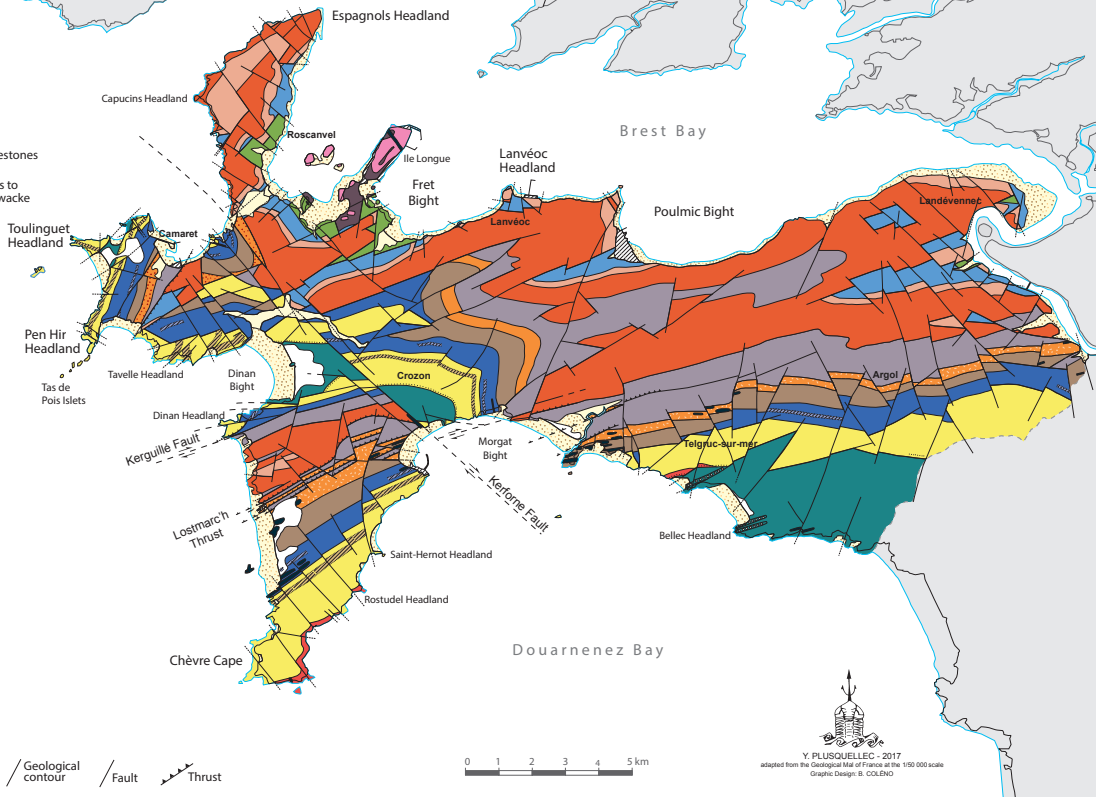 Espagnols Headland
Capucins Headland
Brest Bay
Roscanvel
estones
Ile Longue
Lanvéoc
Headland
s to
wacke
Fret
Bight
Landévennec
Poulmic Bight
Lanvéoc
Toulinguet
Headland
Camaret
Pen Hir
Headland
Tavelle Headland
Dinan
Bight
Crozon
Argol
Tas de
Pois Islets
Dinan Headland
Kerguillé Fault
Morgat
Bight
Telgruc-sur-mer
Kerforne Fault
Lostmarc'h
Thrust
Bellec Headland
Saint-Hernot Headland
Rostudel Headland
Douarnenez Bay
Chèvre Cape
Geological
contour
Fault
Thrust
0 1 2 3 4 5 km
Y. PLUSQUELLEC - 2017
adapted from the Geological Mat of France at the 1/50 000 scale
Graphic Design: B. COLÉNO